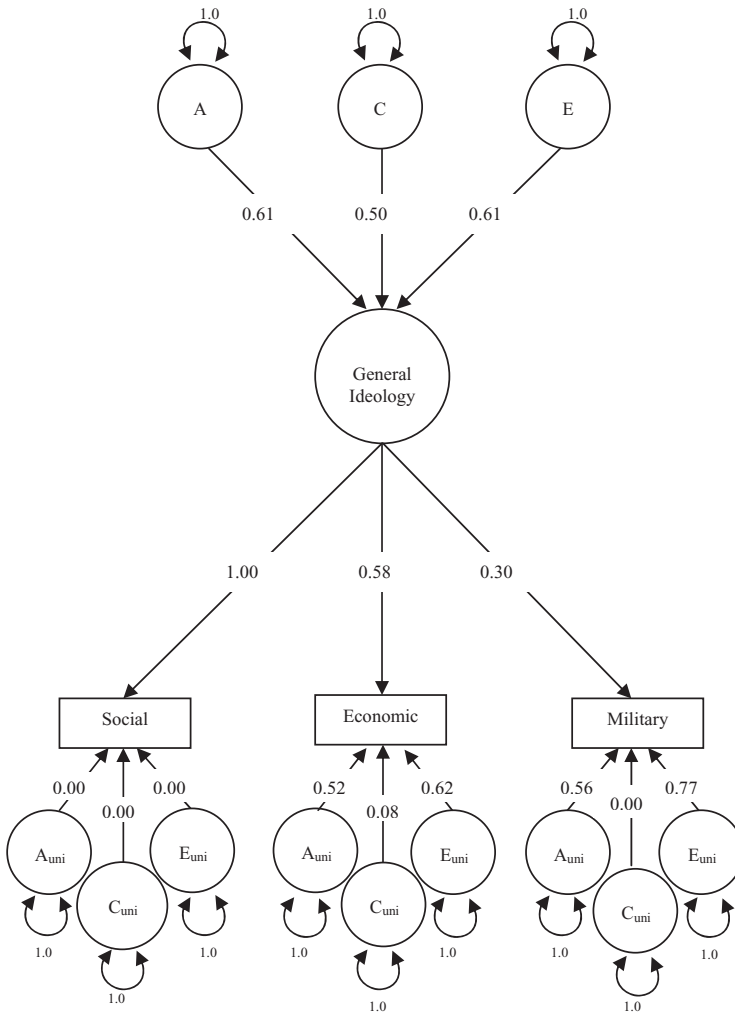 1.0 1.0 1.0
A C E
0.61 0.50 0.61
General
Ideology
1.00 0.58 0.30
Social Economic Military
0.00 0.00 0.52 0.62 0.56 0.77
0.00 0.08 0.00
Auni Euni Auni Euni Auni Euni
Cuni Cuni Cuni
1.0 1.0 1.0 1.0 1.0 1.0
1.0 1.0 1.0